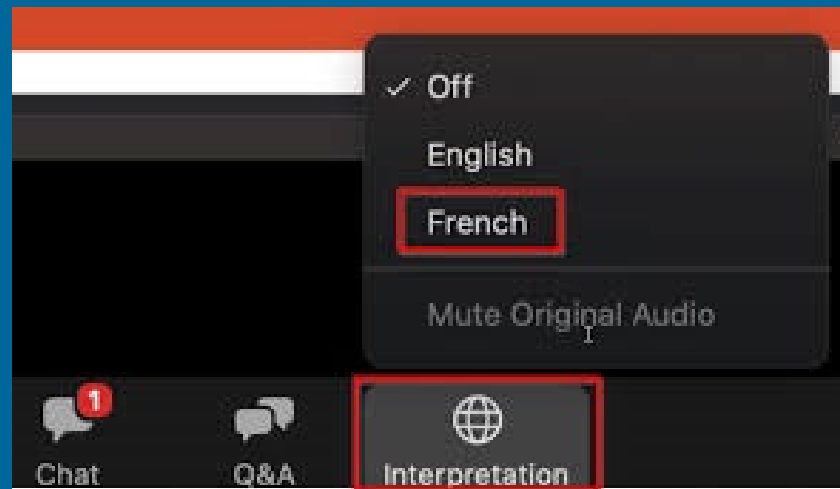 ✓ Off
English
French
Mute Original Audio
1
Chat
Q&A
Interpretation